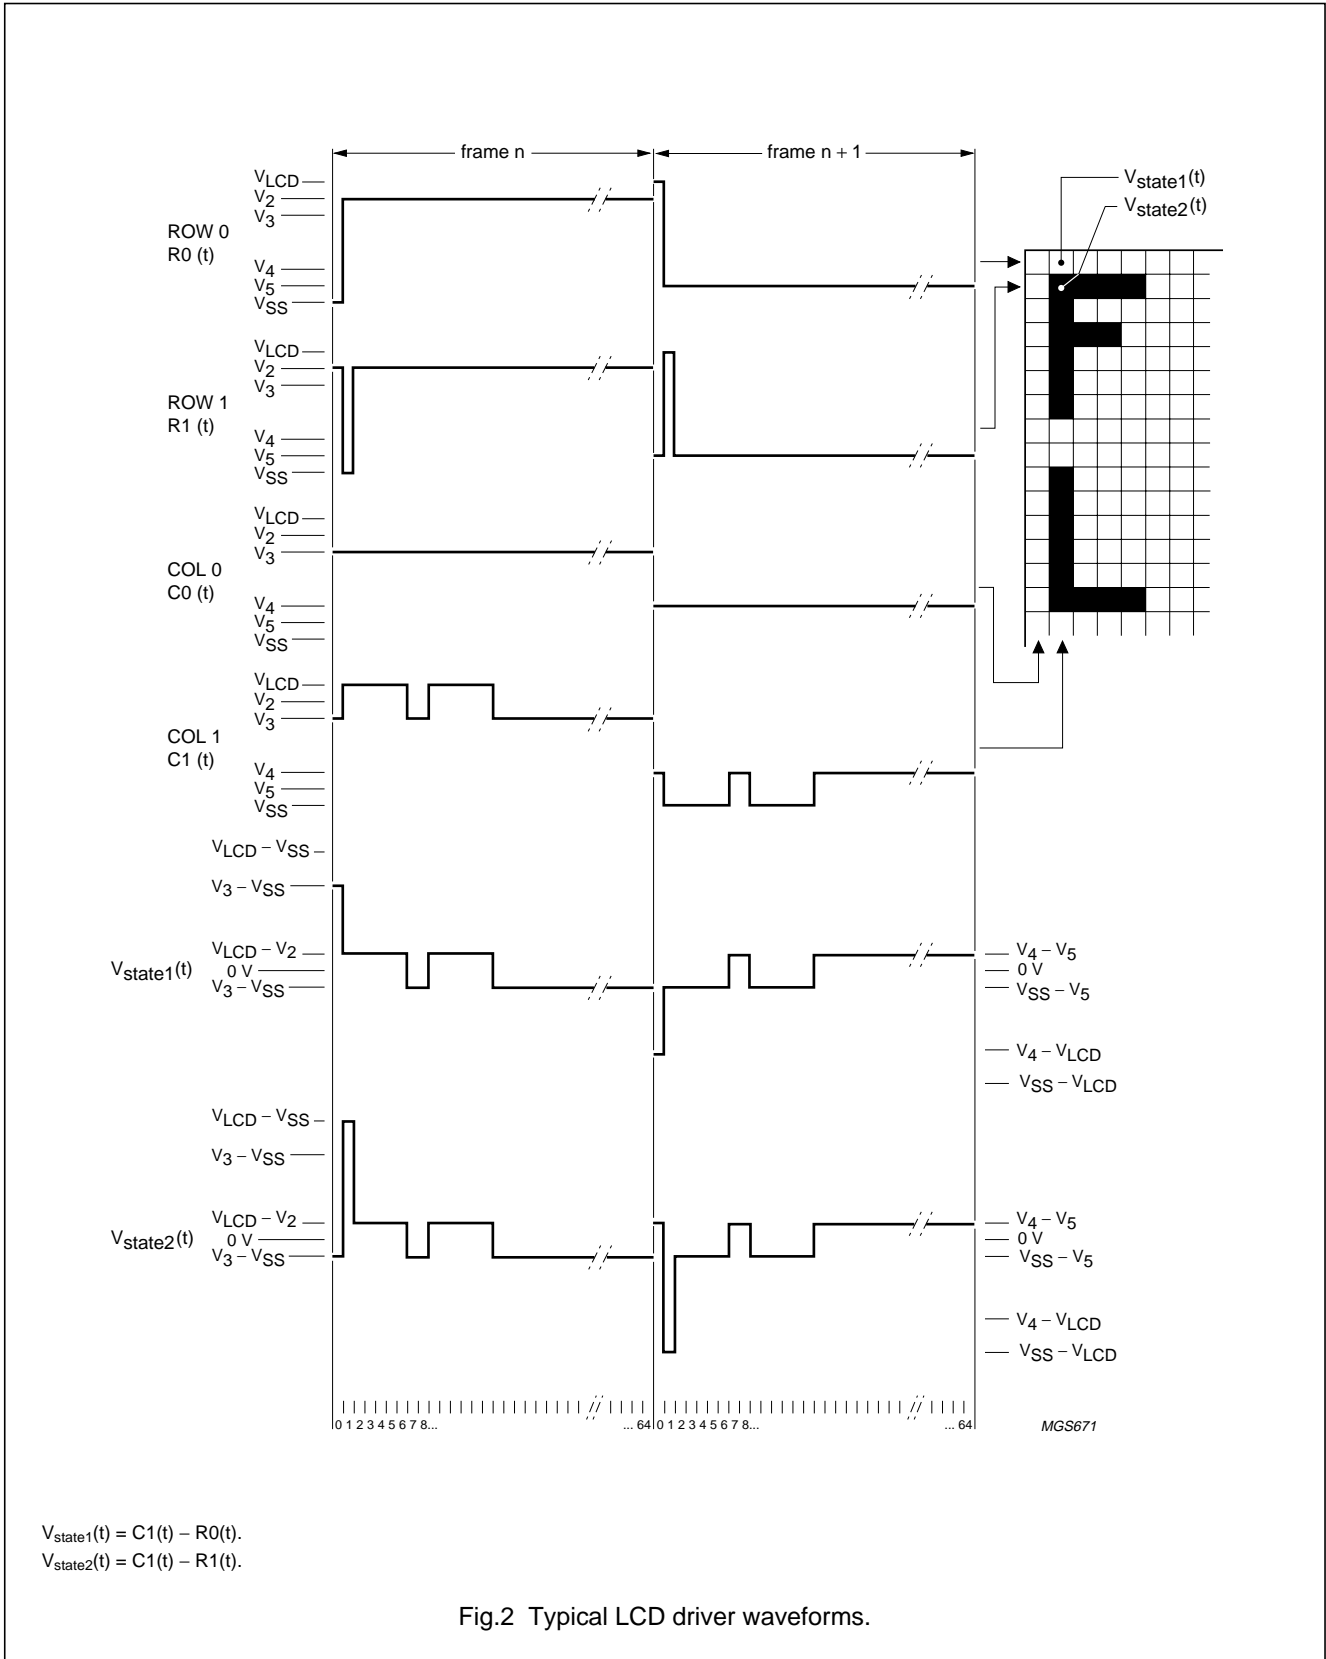 frame n
frame n + 1
VLCD
V2
V3
ROW 0
R0 (t)
V4
V5
VSS
Vstate1(t)
Vstate2(t)
VLCD
V2
V3
ROW 1
R1 (t)
V4
V5
VSS
VLCD
V2
V3
COL 0
C0 (t)
V4
V5
VSS
VLCD
V2
V3
COL 1
C1 (t)
V4
V5
VSS
VLCD − VSS
V3 − VSS
VLCD − V2
Vstate1(t)
0 V
V3 − VSS
V4 − V5
0 V
VSS − V5
V4 − VLCD
VSS − VLCD
VLCD − VSS
V3 − VSS
VLCD − V2
Vstate2(t)
0 V
V3 − VSS
V4 − V5
0 V
VSS − V5
V4 − VLCD
VSS − VLCD
0 1 2 3 4 5 6 7 8... ... 64 0 1 2 3 4 5 6 7 8... ... 64
MGS671
Vstate1(t) = C1(t) − R0(t).
Vstate2(t) = C1(t) − R1(t).
Fig.2 Typical LCD driver waveforms.